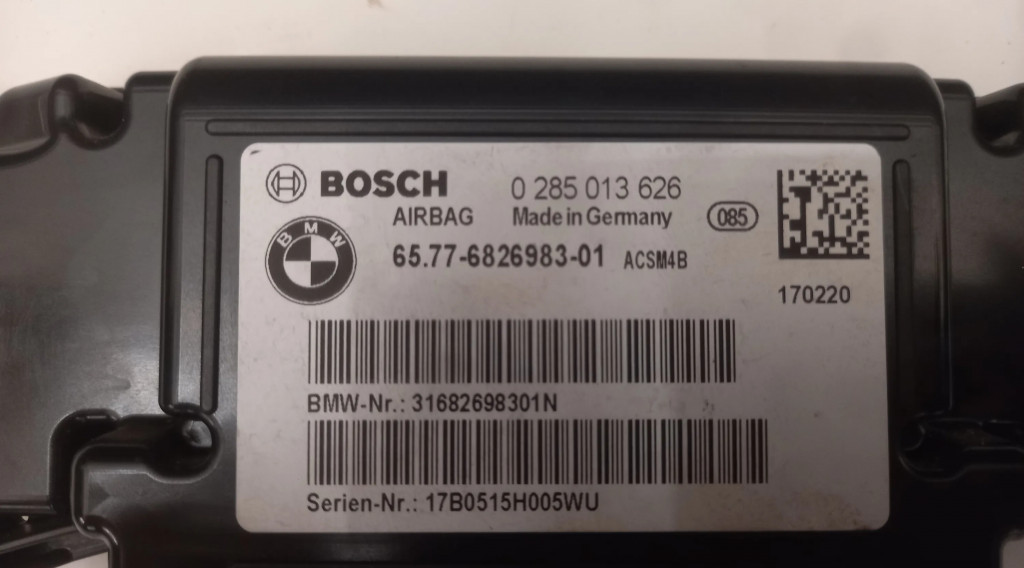 BOSCH 0 285 013 626
AIRBAG Made in Germany 085
BMW 65.77-6826983-01 ACSM4B
170220
BMW-Nr.: 31682698301N
Serien-Nr.: 17B0515H005WU